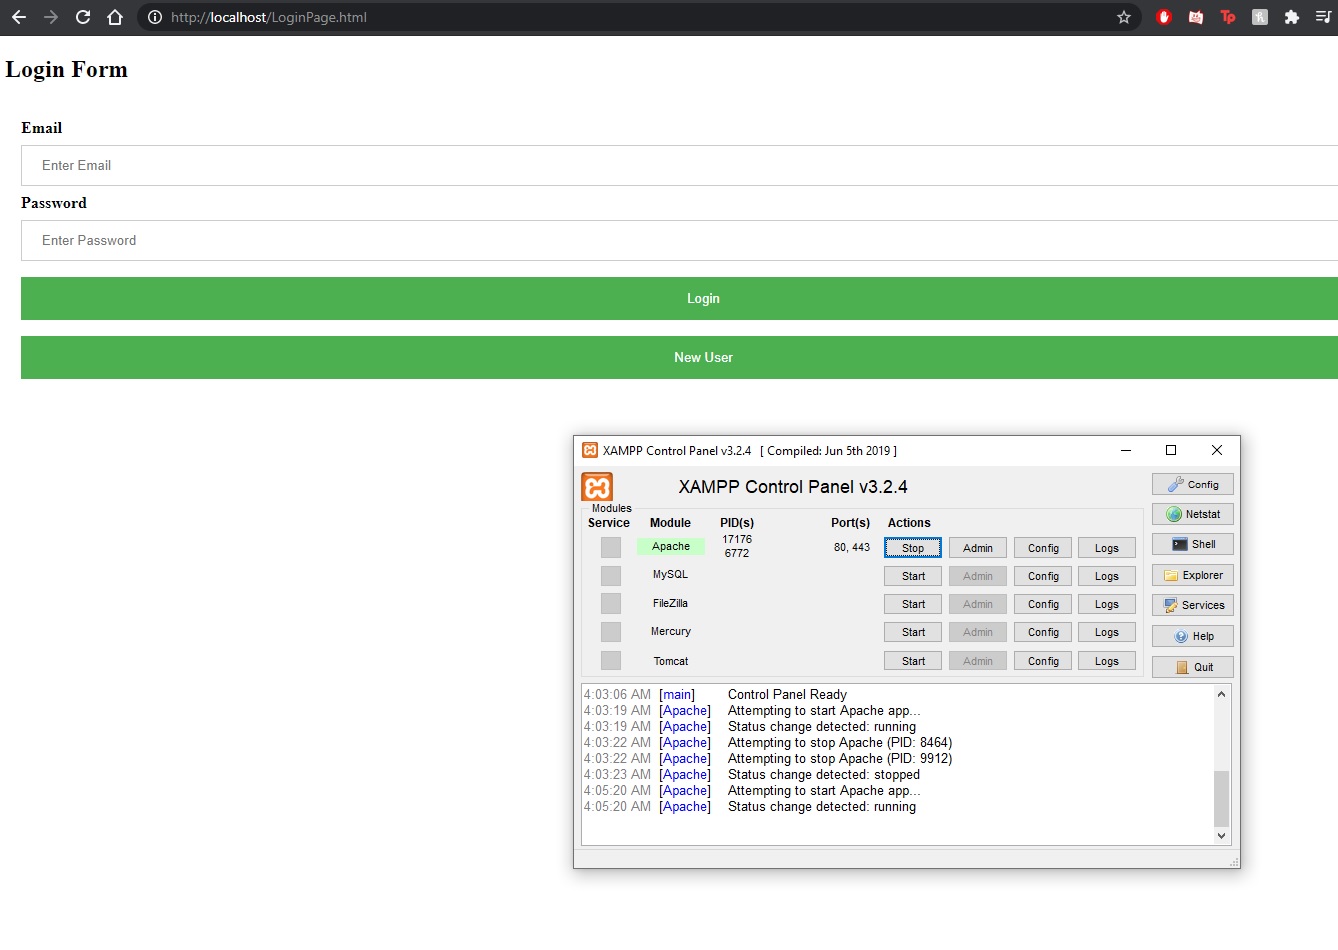 http://localhost/LoginPage.html
Login Form
Email
Enter Email
Password
Enter Password
Login
New User
XAMPP Control Panel v3.2.4 [ Compiled: Jun 5th 2019 ]
XAMPP Control Panel v3.2.4
Config
Netstat
Shell
Explorer
Services
Help
Quit
Modules
Service Module PID(s) Port(s) Actions
Apache 17176 6772 80, 443 Stop Admin Config Logs
MySQL Start Admin Config Logs
FileZilla Start Admin Config Logs
Mercury Start Admin Config Logs
Tomcat Start Admin Config Logs
4:03:06 AM [main] Control Panel Ready
4:03:19 AM [Apache] Attempting to start Apache app...
4:03:19 AM [Apache] Status change detected: running
4:03:22 AM [Apache] Attempting to stop Apache (PID: 8464)
4:03:22 AM [Apache] Attempting to stop Apache (PID: 9912)
4:03:23 AM [Apache] Status change detected: stopped
4:05:20 AM [Apache] Attempting to start Apache app...
4:05:20 AM [Apache] Status change detected: running